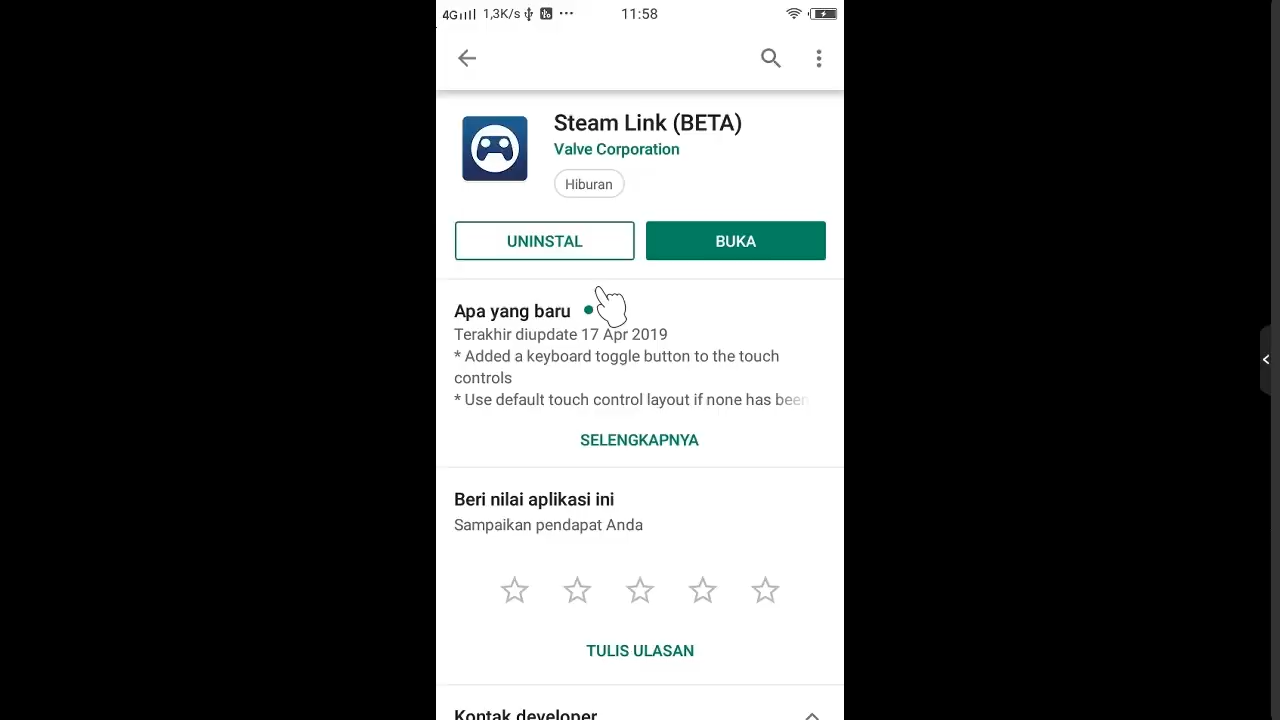 4G 1,3K/s 11:58
Steam Link (BETA)
Valve Corporation
Hiburan
UNINSTAL BUKA
Apa yang baru
Terakhir diupdate 17 Apr 2019
* Added a keyboard toggle button to the touch
controls
* Use default touch control layout if none has been
SELENGKAPNYA
Beri nilai aplikasi ini
Sampaikan pendapat Anda
TULIS ULASAN
Kontak developer